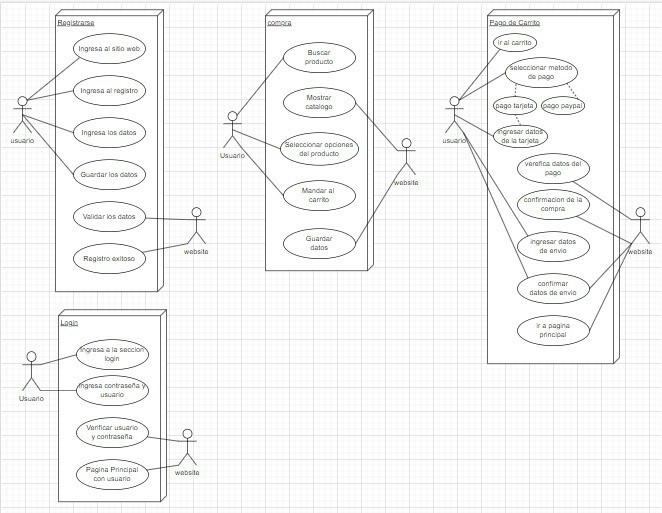 Registrarse
Ingresa al sitio web
Ingresa al registro
Ingresa los datos
Guardar los datos
Validar los datos
Registro exitoso
usuario
website
compra
Buscar
producto
Mostrar
catalogo
Seleccionar opciones
del producto
Mandar al
carrito
Guardar
datos
Usuario
website
Pago de Carrito
ir al carrito
seleccionar metodo
de pago
pago tarjeta
pago paypal
ingresar datos
de la tarjeta
verefica datos del
pago
confirmacion de la
compra
ingresar datos
de envio
confirmar
datos de envio
ir a pagina
principal
usuario
website
Login
Ingresa a la seccion
login
Ingresa contraseña y
usuario
Verificar usuario
y contraseña
Pagina Principal
con usuario
Usuario
website